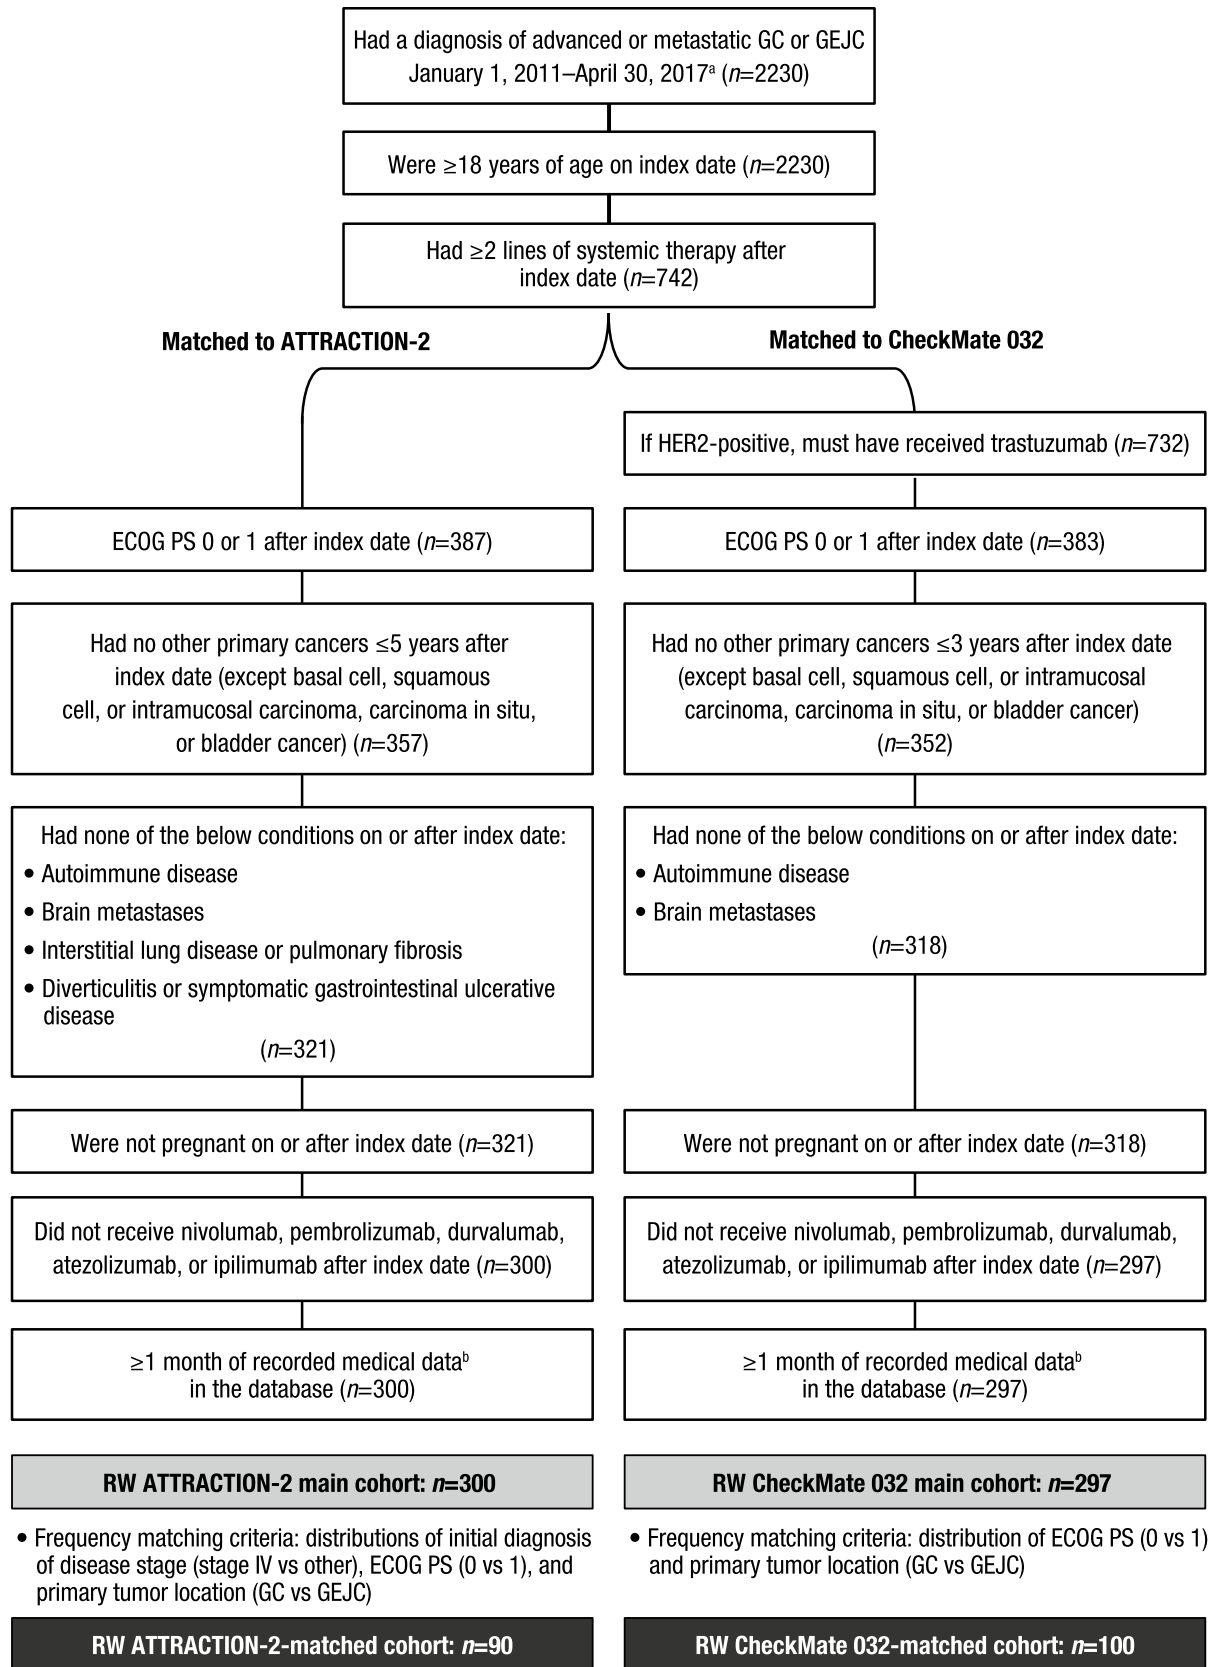 Had a diagnosis of advanced or metastatic GC or GEJC
January 1, 2011–April 30, 2017ᵃ (n=2230)
Were ≥18 years of age on index date (n=2230)
Had ≥2 lines of systemic therapy after
index date (n=742)
Matched to ATTRACTION-2
ECOG PS 0 or 1 after index date (n=387)
Had no other primary cancers ≤5 years after
index date (except basal cell, squamous
cell, or intramucosal carcinoma, carcinoma in situ,
or bladder cancer) (n=357)
Had none of the below conditions on or after index date:
• Autoimmune disease
• Brain metastases
• Interstitial lung disease or pulmonary fibrosis
• Diverticulitis or symptomatic gastrointestinal ulcerative
disease
(n=321)
Were not pregnant on or after index date (n=321)
Did not receive nivolumab, pembrolizumab, durvalumab,
atezolizumab, or ipilimumab after index date (n=300)
≥1 month of recorded medical dataᵇ
in the database (n=300)
RW ATTRACTION-2 main cohort: n=300
• Frequency matching criteria: distributions of initial diagnosis
of disease stage (stage IV vs other), ECOG PS (0 vs 1), and
primary tumor location (GC vs GEJC)
RW ATTRACTION-2-matched cohort: n=90
Matched to CheckMate 032
If HER2-positive, must have received trastuzumab (n=732)
ECOG PS 0 or 1 after index date (n=383)
Had no other primary cancers ≤3 years after index date
(except basal cell, squamous cell, or intramucosal
carcinoma, carcinoma in situ, or bladder cancer)
(n=352)
Had none of the below conditions on or after index date:
• Autoimmune disease
• Brain metastases
(n=318)
Were not pregnant on or after index date (n=318)
Did not receive nivolumab, pembrolizumab, durvalumab,
atezolizumab, or ipilimumab after index date (n=297)
≥1 month of recorded medical dataᵇ
in the database (n=297)
RW CheckMate 032 main cohort: n=297
• Frequency matching criteria: distribution of ECOG PS (0 vs 1)
and primary tumor location (GC vs GEJC)
RW CheckMate 032-matched cohort: n=100